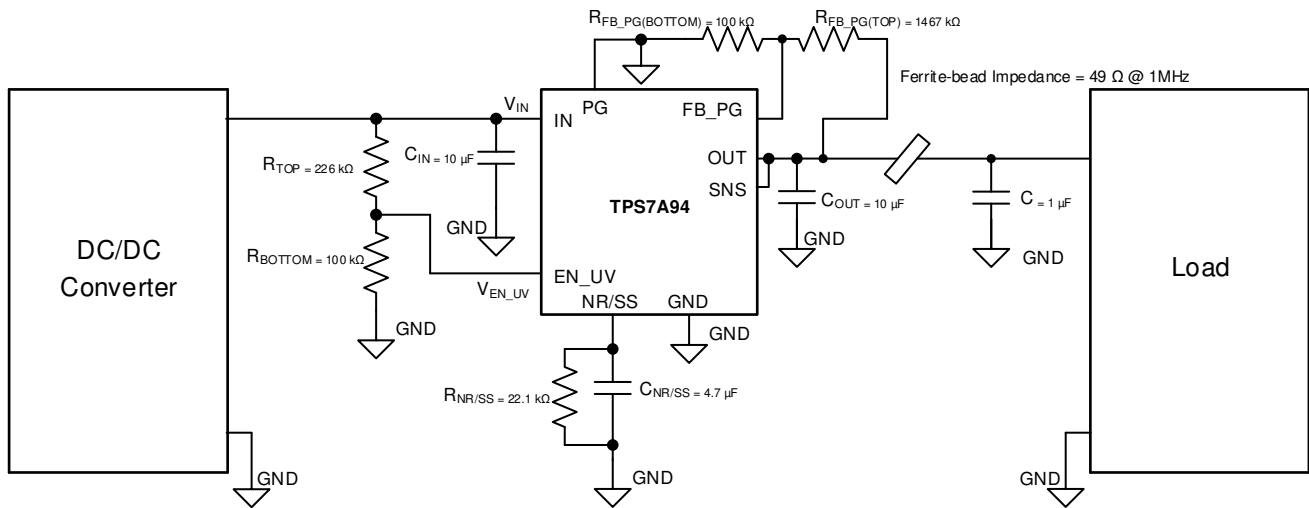 RFB_PG(BOTTOM) = 100 kΩ
RFB_PG(TOP) = 1467 kΩ
Ferrite-bead Impedance = 49 Ω @ 1MHz
VIN
IN
PG
FB_PG
RTOP = 226 kΩ
CIN = 10 µF
OUT
SNS
TPS7A94
COUT = 10 µF
C = 1 µF
GND
GND
GND
DC/DC
Converter
RBOTTOM = 100 kΩ
VEN_UV
EN_UV
NR/SS
GND
Load
GND
GND
RNR/SS = 22.1 kΩ
CNR/SS = 4.7 µF
GND
GND
GND